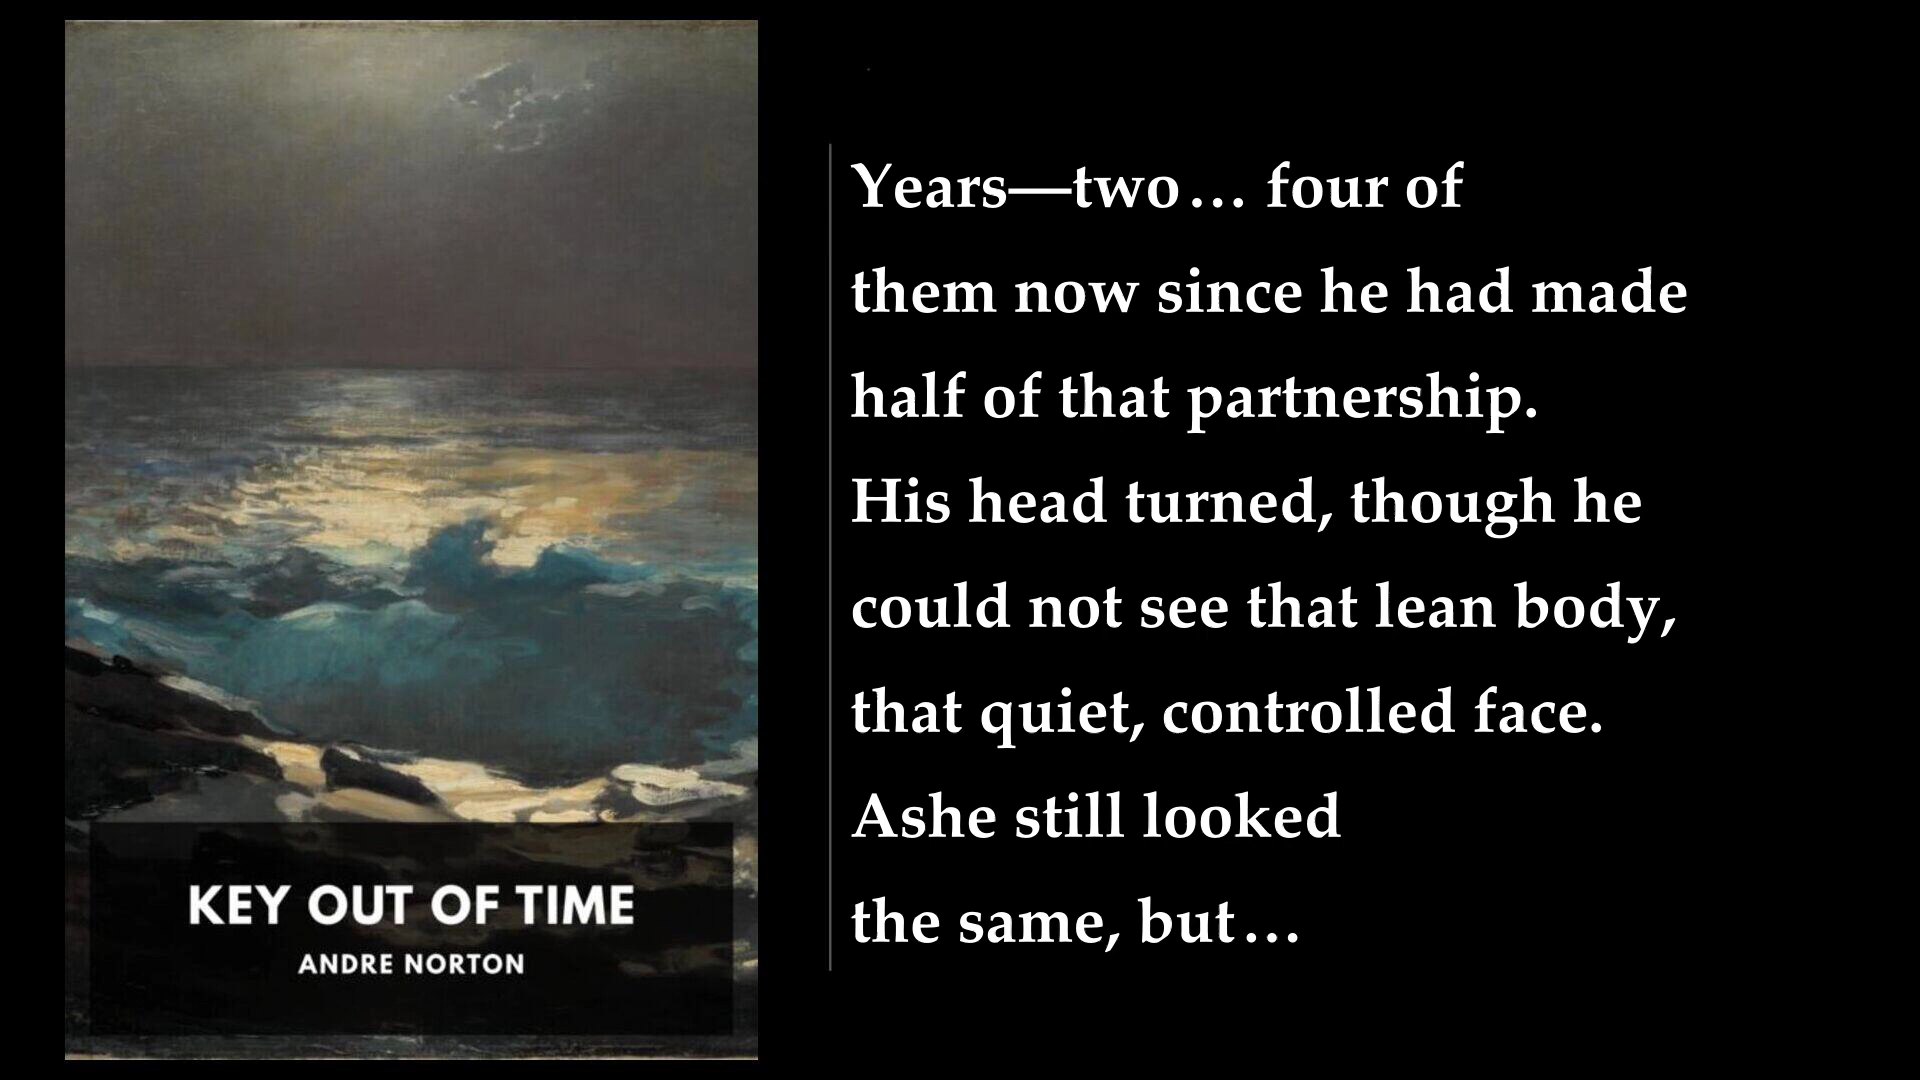 KEY OUT OF TIME
ANDRE NORTON
Years—two… four of
them now since he had made
half of that partnership.
His head turned, though he
could not see that lean body,
that quiet, controlled face.
Ashe still looked
the same, but…